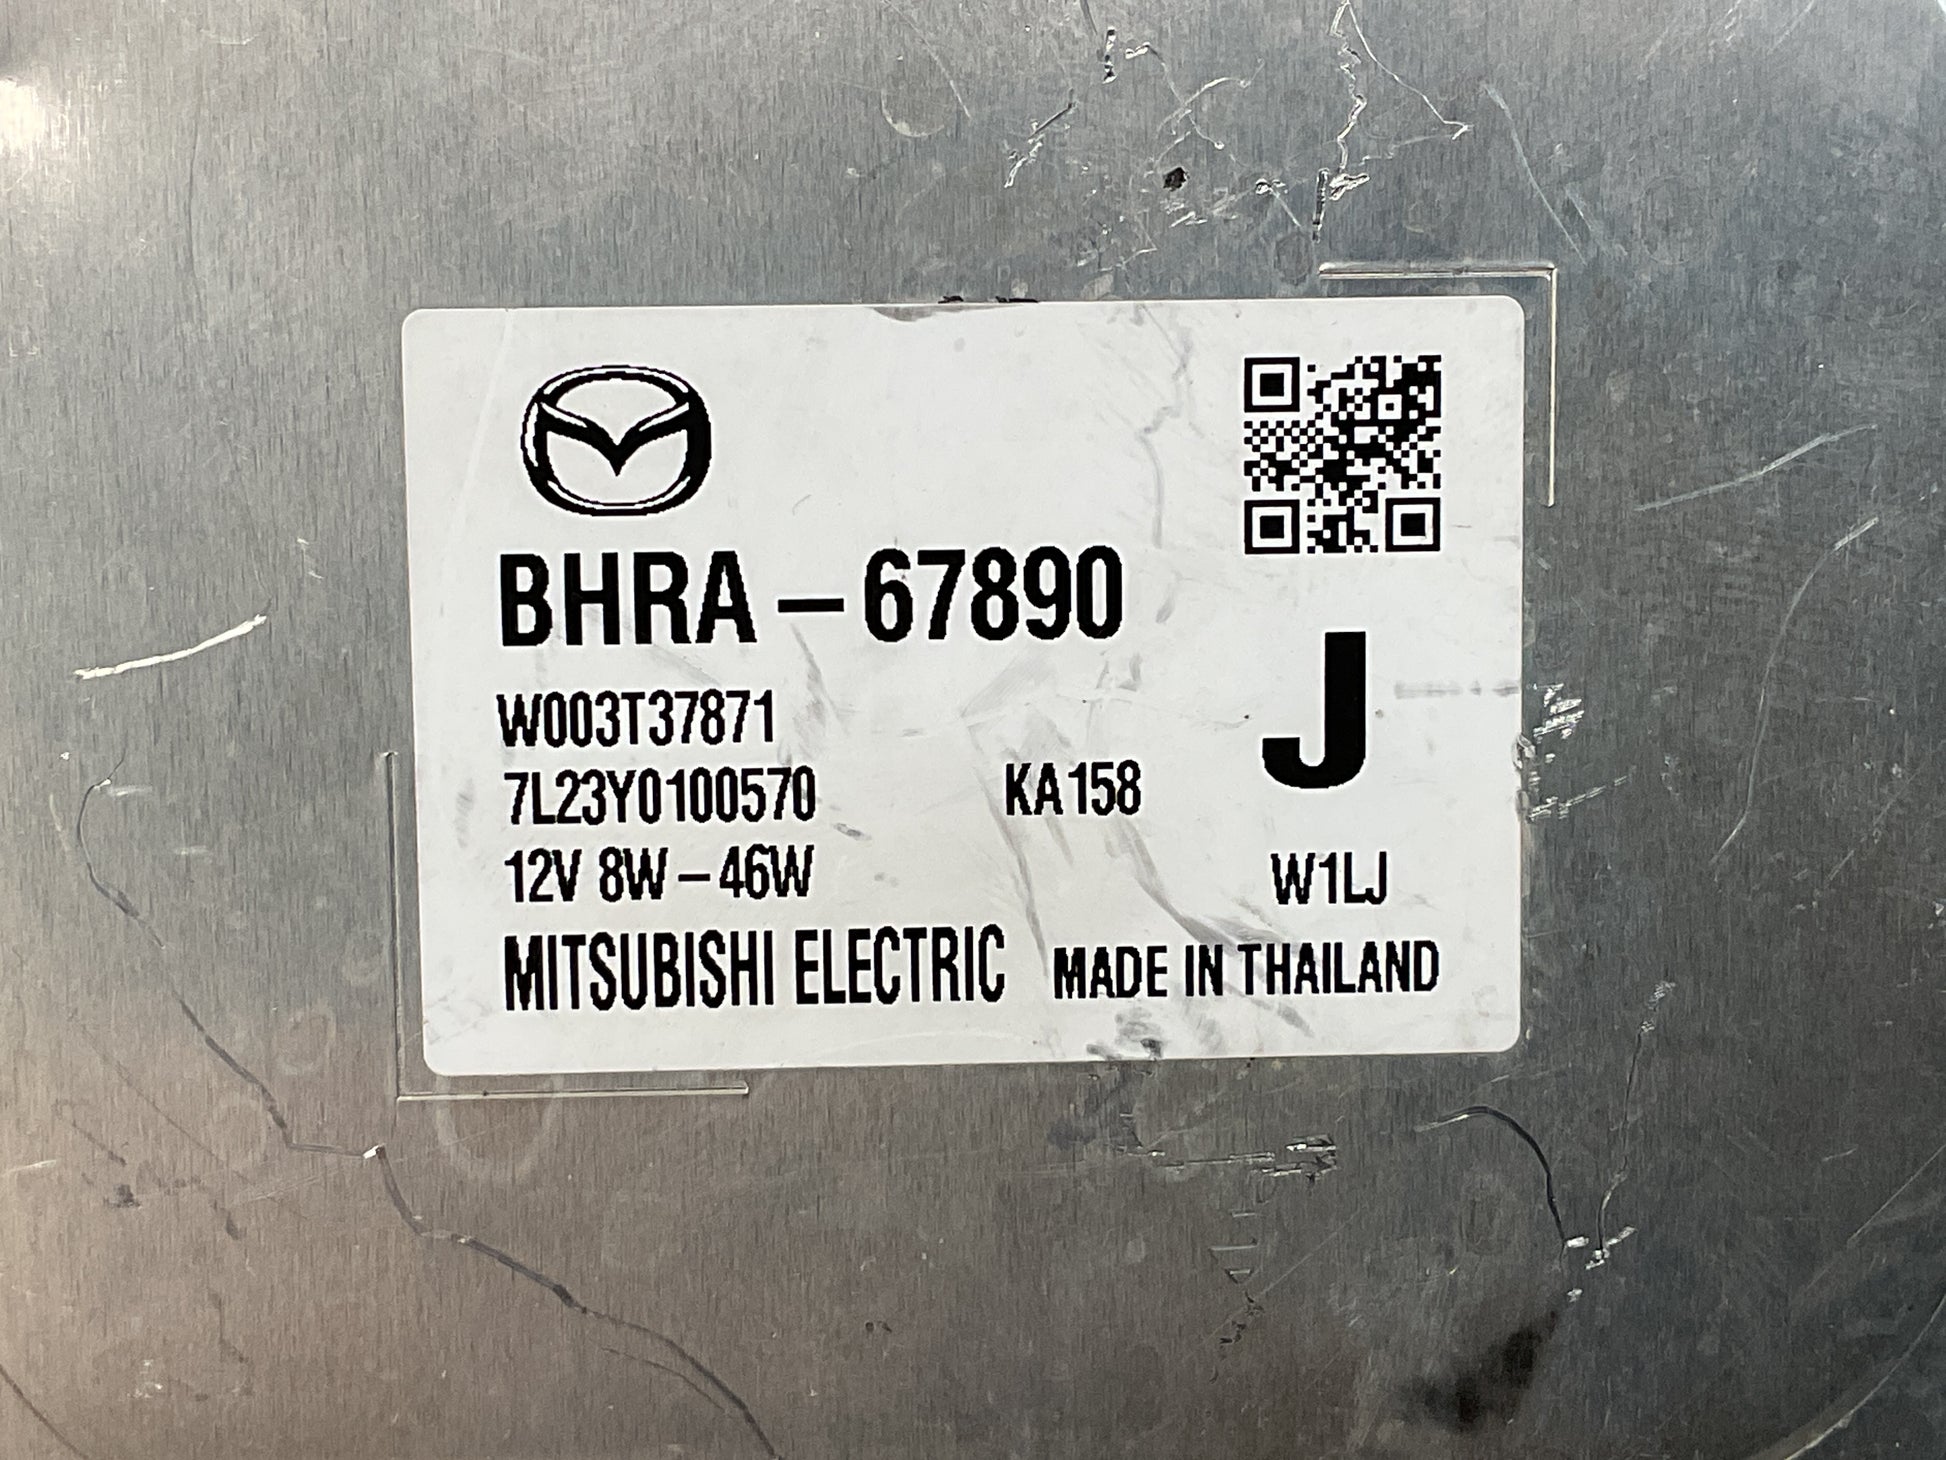 BHRA-67890
J
W003T37871
7L23Y0100570 KA158
12V 8W-46W W1LJ
MITSUBISHI ELECTRIC MADE IN THAILAND